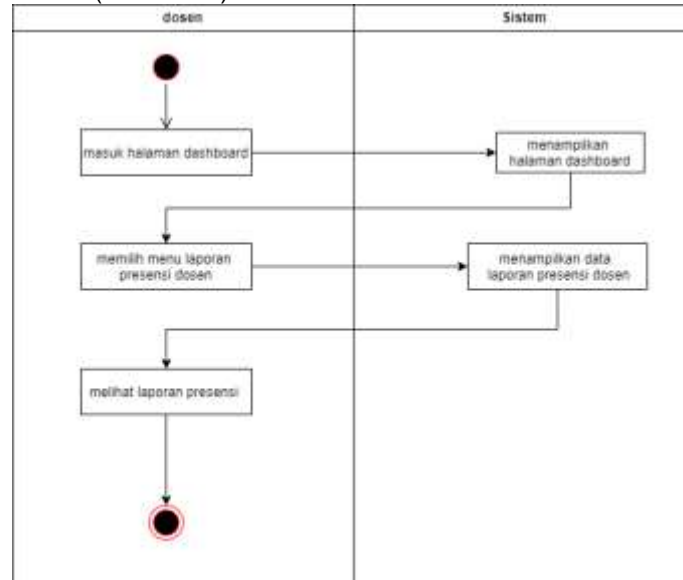 dosen
Sistem
masuk halaman dashboard
menampilkan
halaman dashboard
memilih menu laporan
presensi dosen
menampilkan data
laporan presensi dosen
melihat laporan presensi